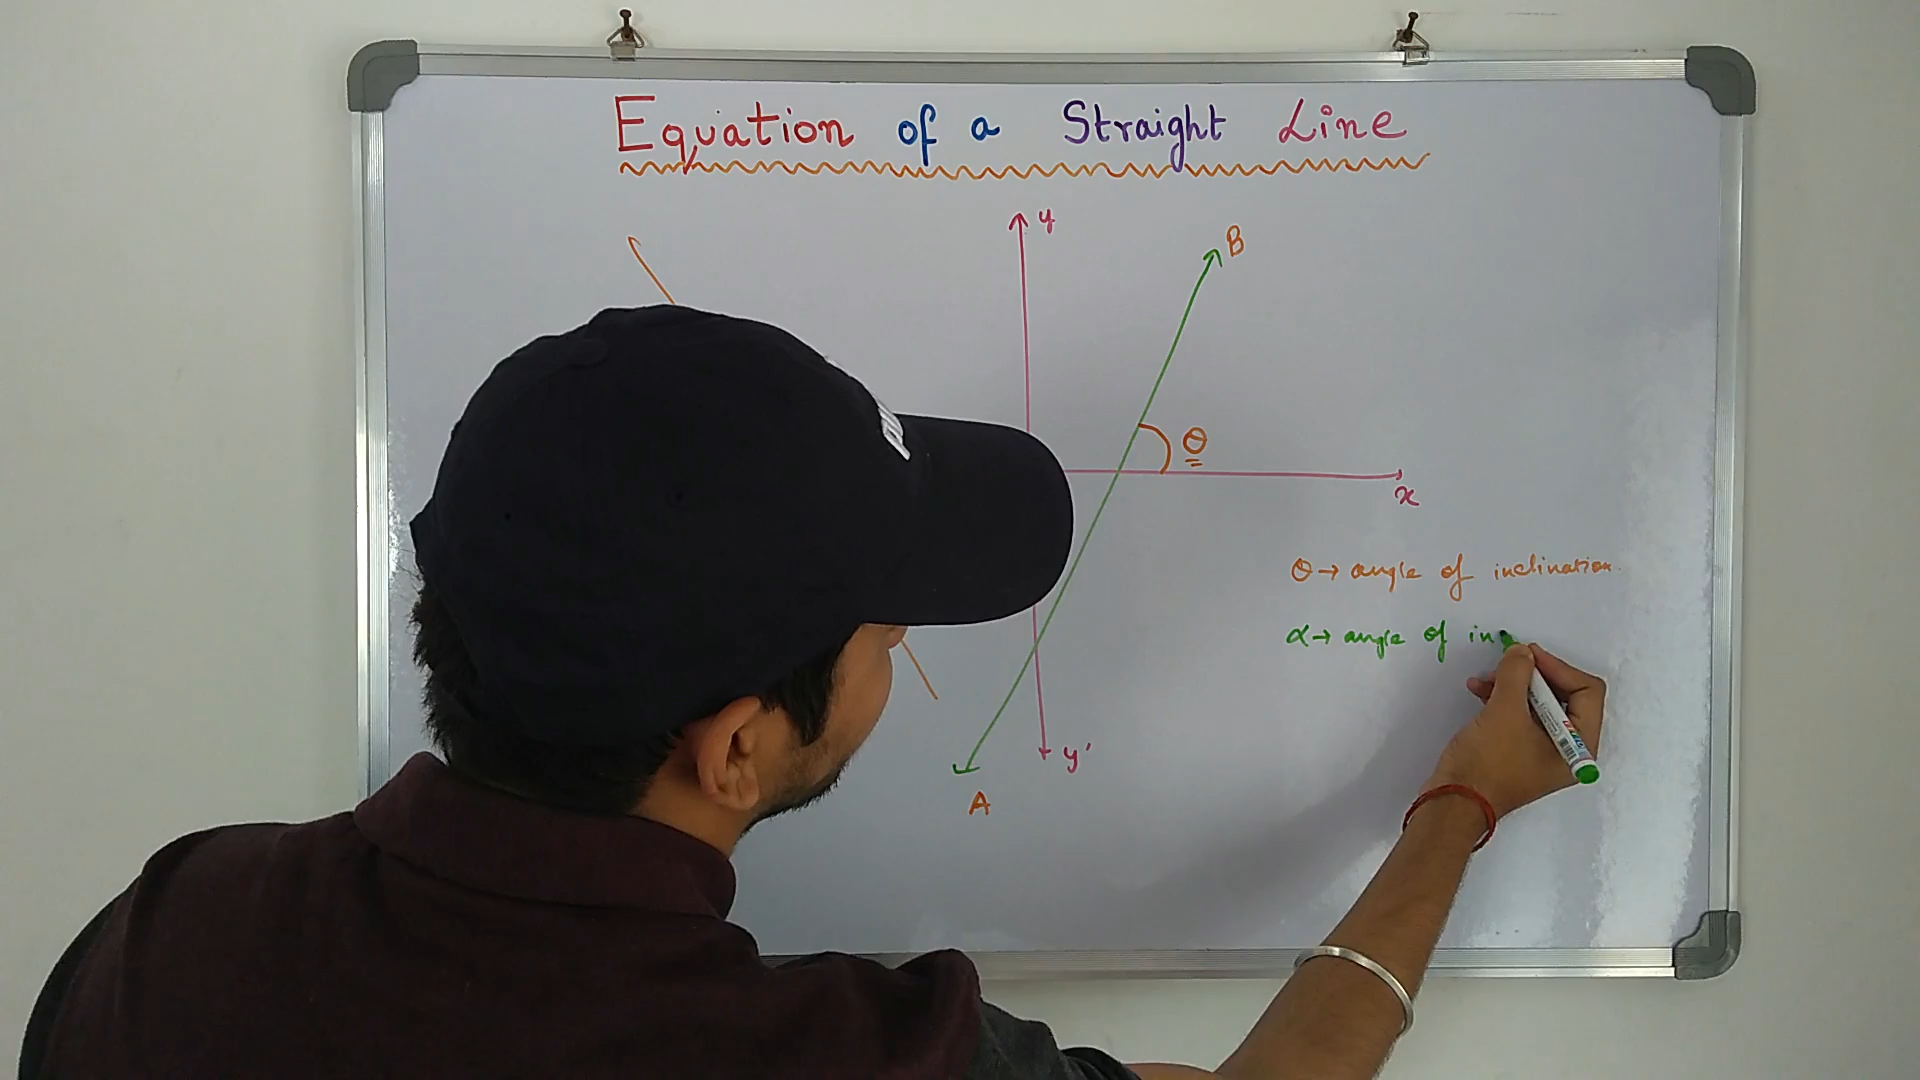 Equation of a Straight Line
y
B
θ
x
θ→ angle of inclination.
α→ angle of in
y'
A